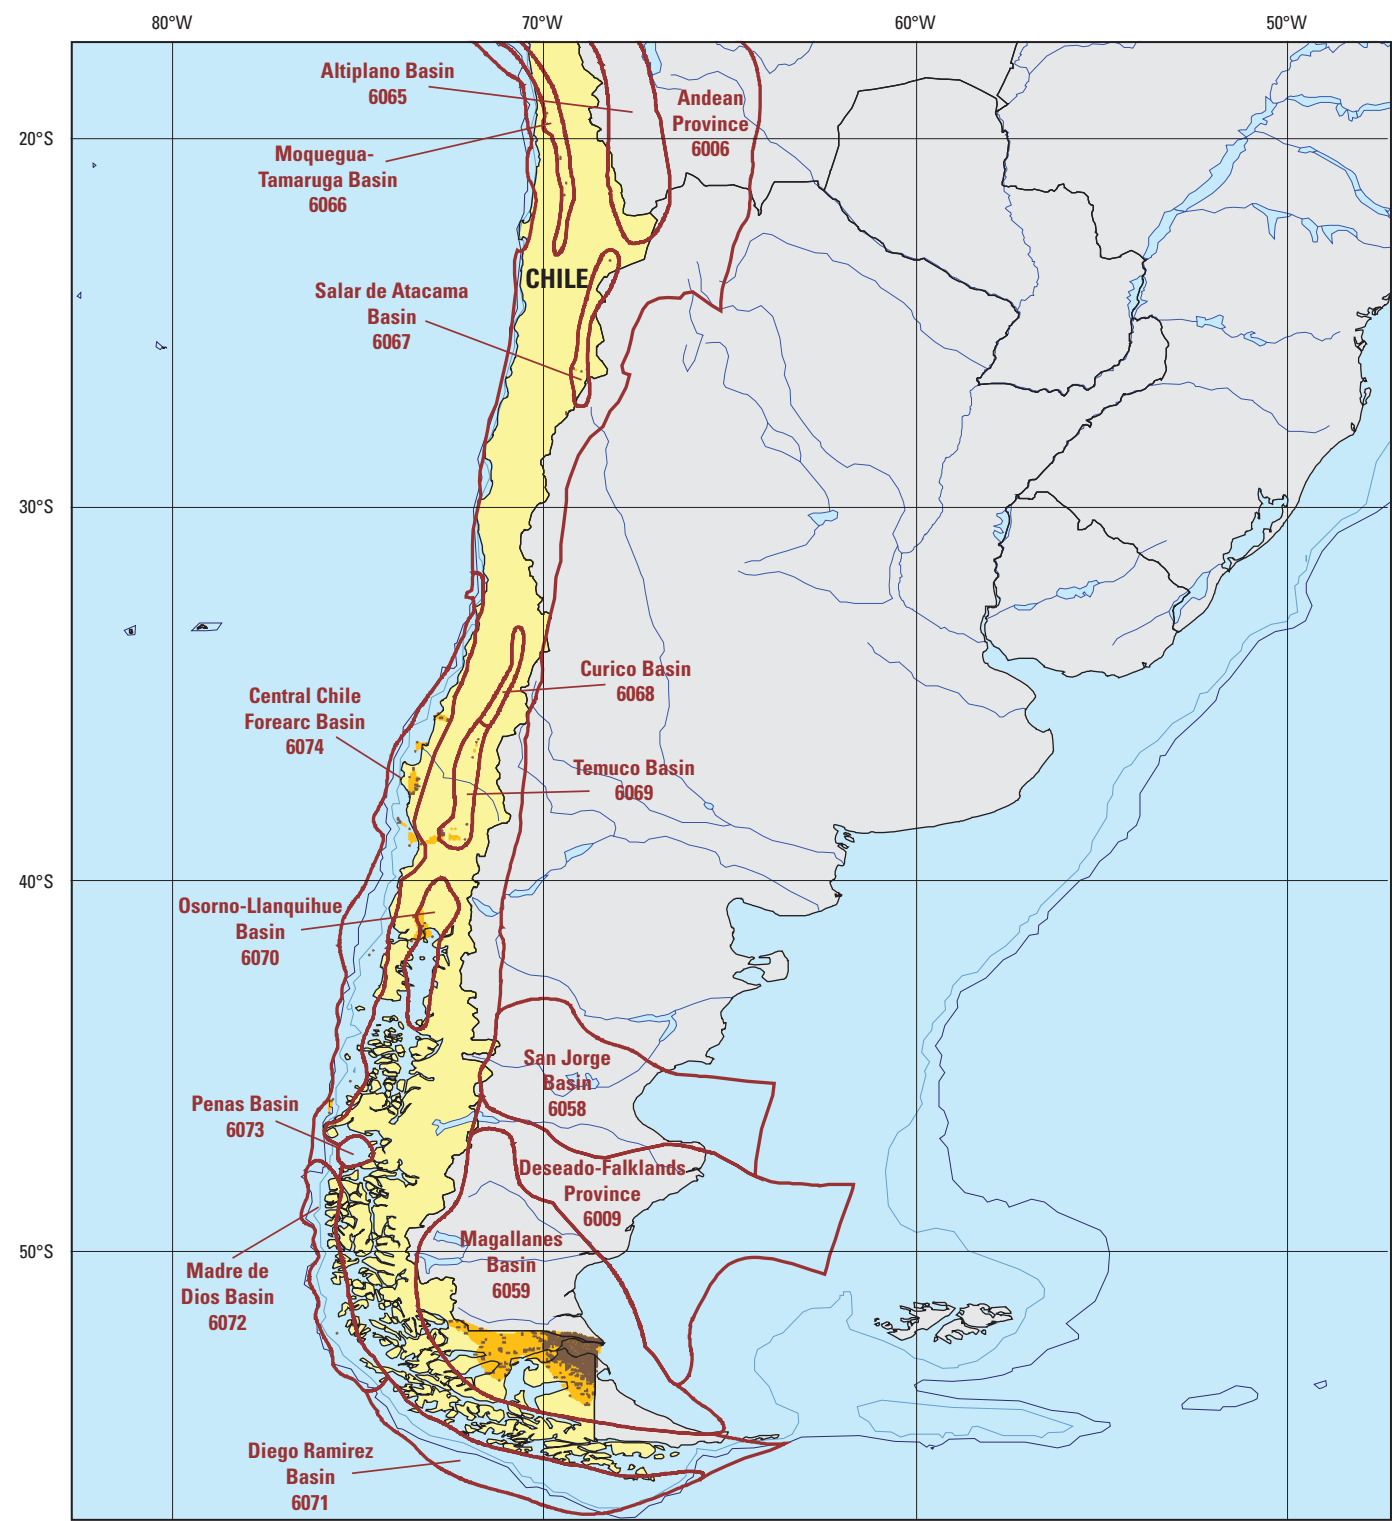 80°W
70°W
60°W
50°W
20°S
30°S
40°S
50°S
Altiplano Basin
6065
Andean
Province
6006
Moquegua-
Tamaruga Basin
6066
CHILE
Salar de Atacama
Basin
6067
Curico Basin
6068
Central Chile
Forearc Basin
6074
Temuco Basin
6069
Osorno-Llanquihue
Basin
6070
San Jorge
Basin
6058
Penas Basin
6073
Deseado-Falklands
Province
6009
Magallanes
Basin
6059
Madre de
Dios Basin
6072
Diego Ramirez
Basin
6071